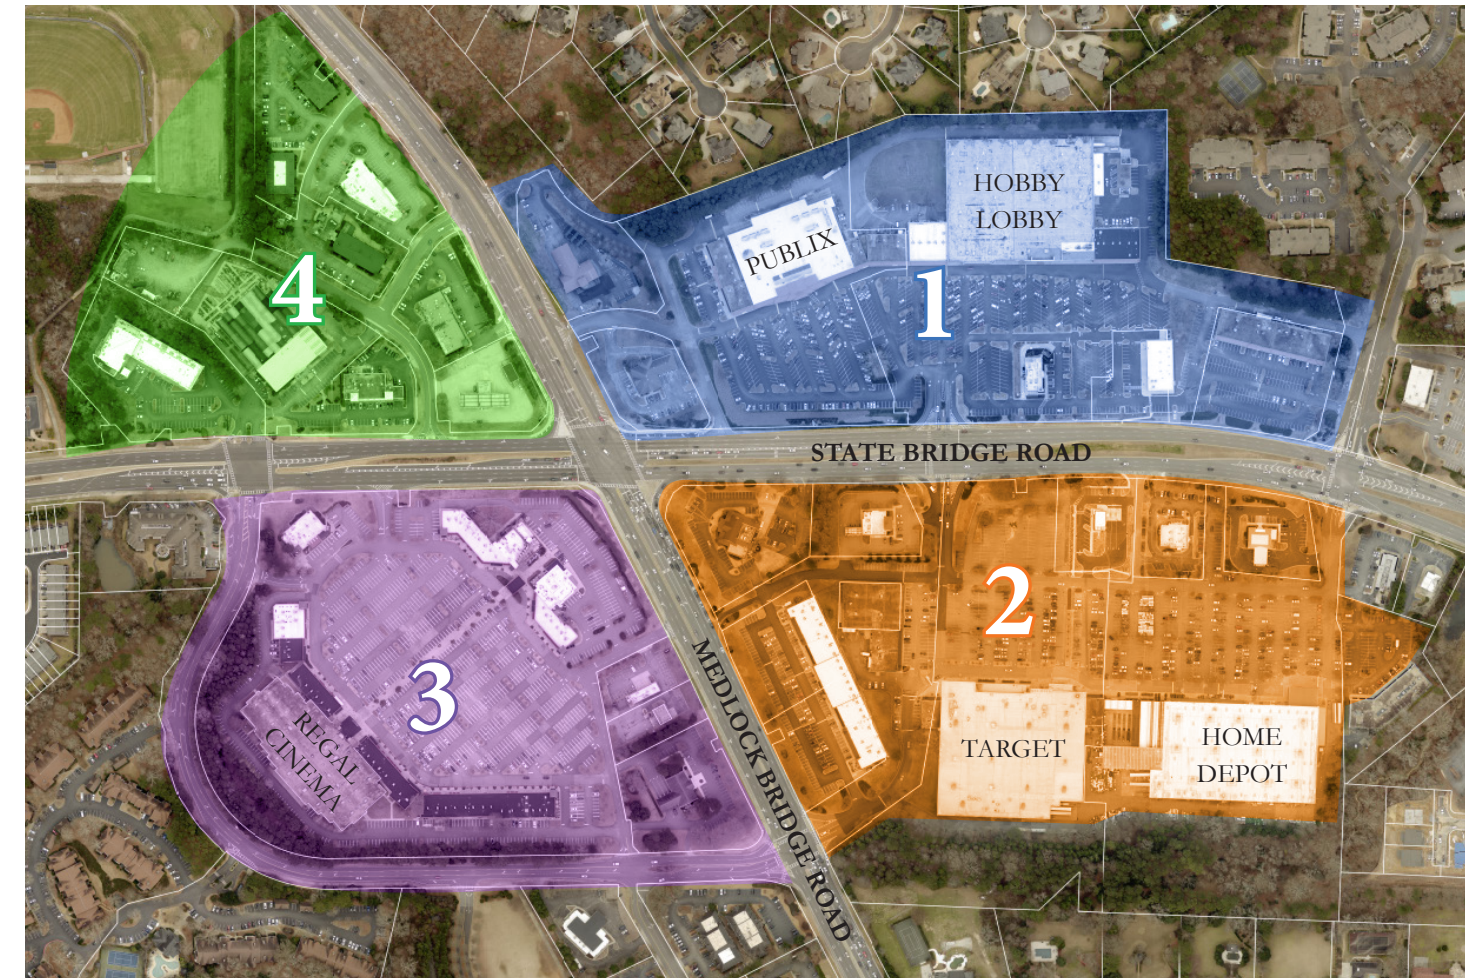 4
1
PUBLIX
HOBBY
LOBBY
STATE BRIDGE ROAD
3
REGAL
CINEMA
MEDLOCK BRIDGE ROAD
2
TARGET
HOME
DEPOT